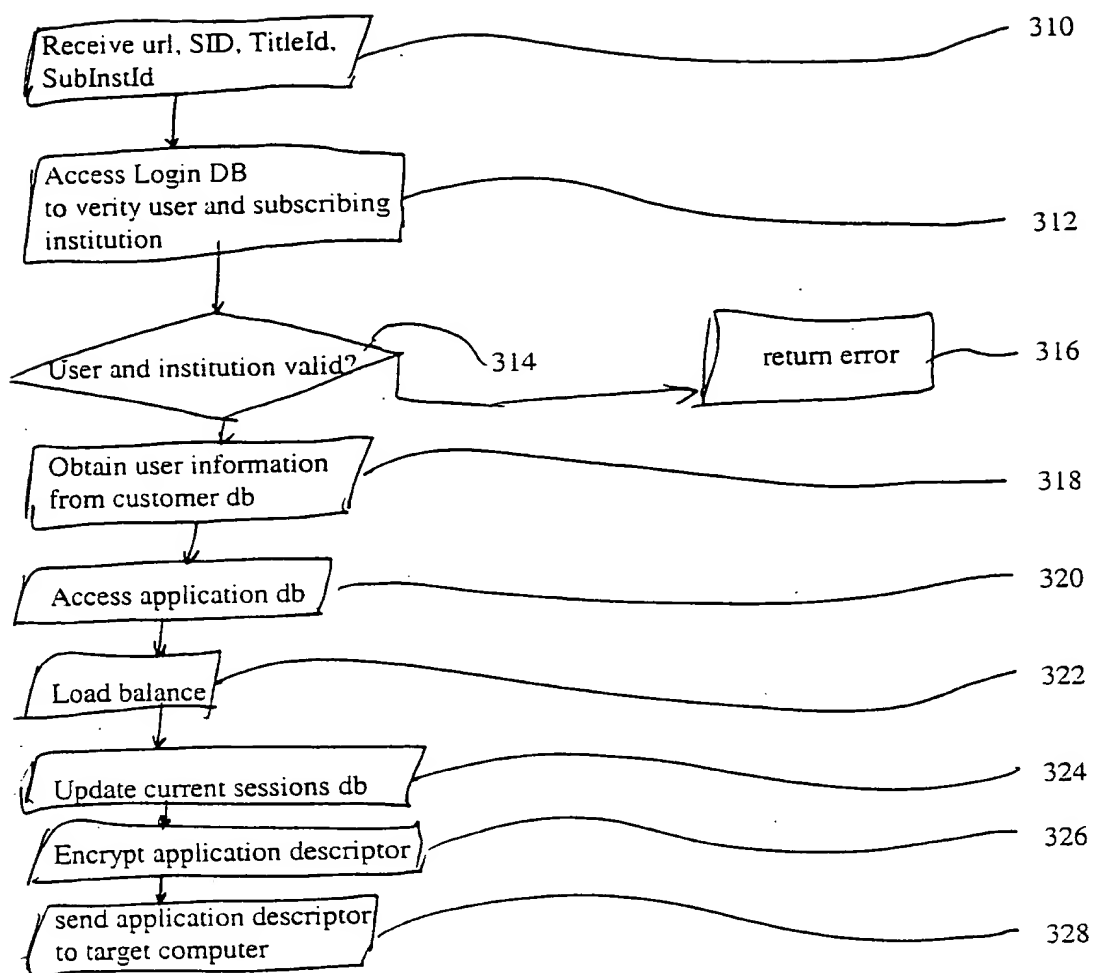 Receive url, SID, TitleId,
SubInstId
310
Access Login DB
to verity user and subscribing
institution
312
User and institution valid?
314
return error
316
Obtain user information
from customer db
318
Access application db
320
Load balance
322
Update current sessions db
324
Encrypt application descriptor
326
send application descriptor
to target computer
328